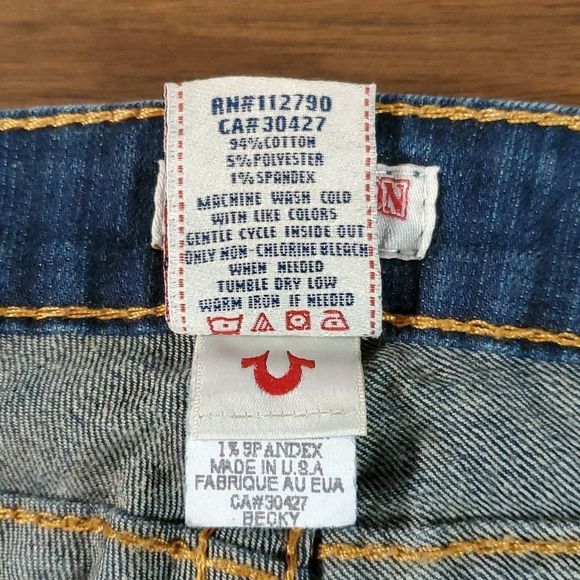 RN#112790
CA#30427
94%COTTON
5%POLYESTER
1%SPANDEX
MACHINE WASH COLD
WITH LIKE COLORS
GENTLE CYCLE INSIDE OUT
ONLY NON-CHLORINE BLEACH
WHEN NEEDED
TUMBLE DRY LOW
WARM IRON IF NEEDED
ON
1% SPANDEX
MADE IN U.S.A
FABRIQUE AU EUA
CA#30427
BECKY